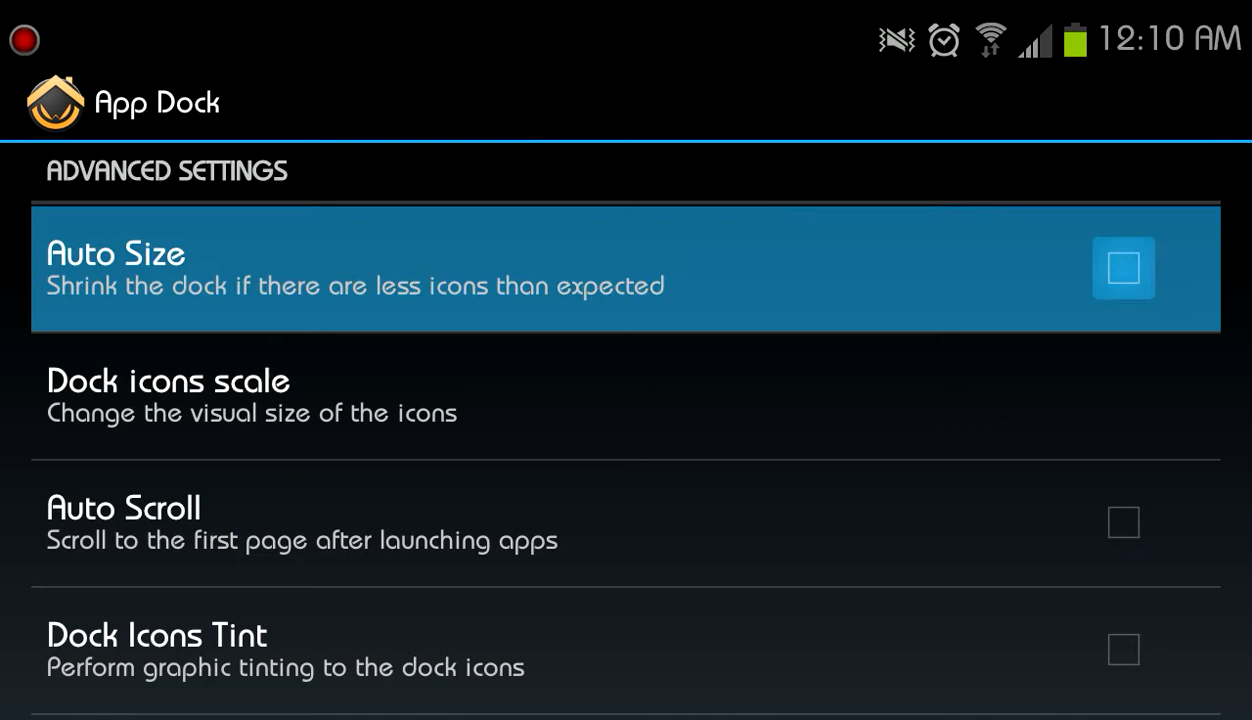 12:10 AM
App Dock
ADVANCED SETTINGS
Auto Size
Shrink the dock if there are less icons than expected
Dock icons scale
Change the visual size of the icons
Auto Scroll
Scroll to the first page after launching apps
Dock Icons Tint
Perform graphic tinting to the dock icons